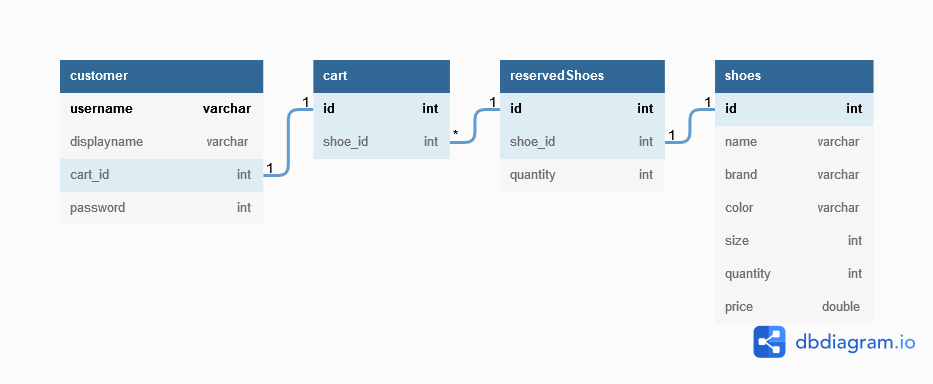 customer
username varchar
displayname varchar
cart_id int
password int
1
1
cart
id int
shoe_id int
*
1
reservedShoes
id int
shoe_id int
quantity int
1
1
shoes
id int
name varchar
brand varchar
color varchar
size int
quantity int
price double
dbdiagram.io